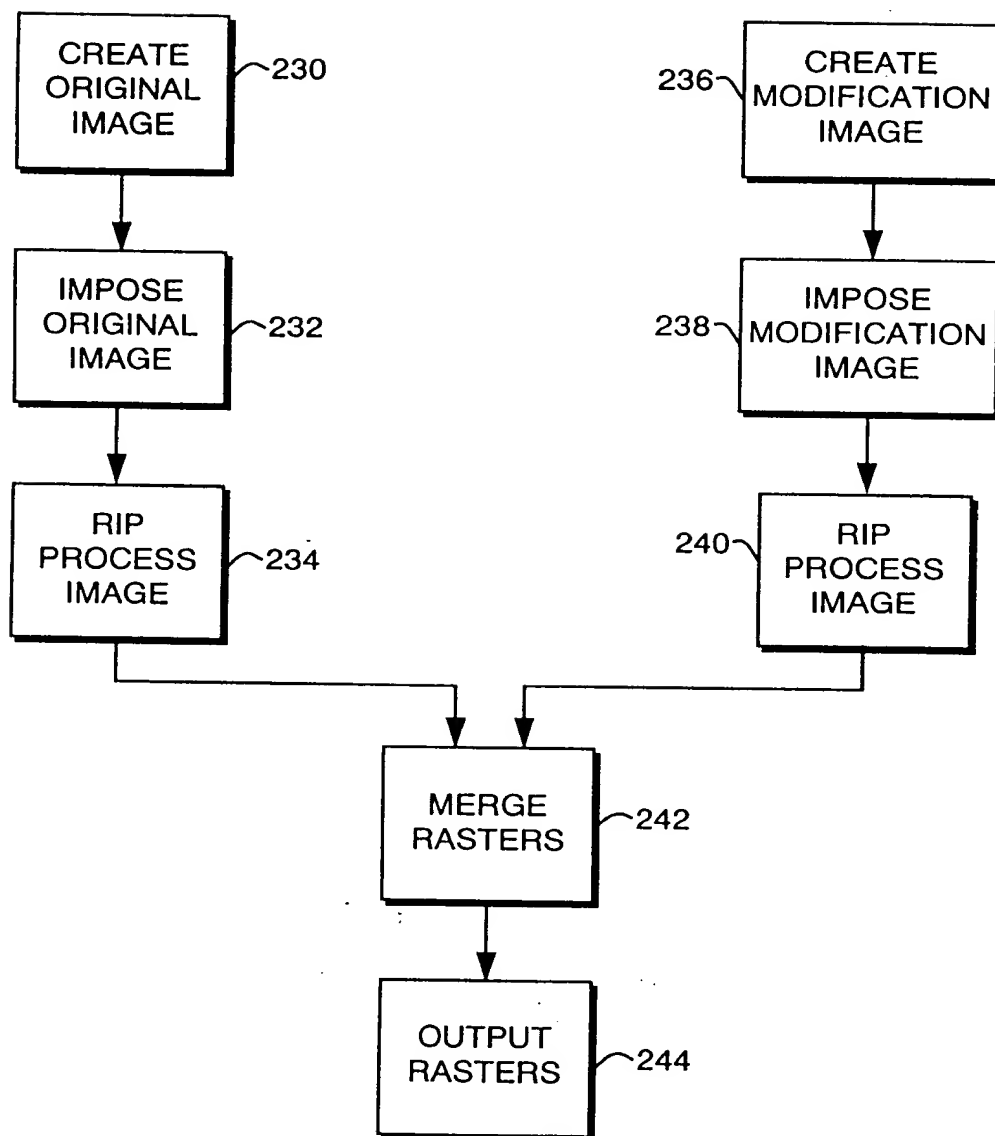 CREATE
ORIGINAL
IMAGE
230
IMPOSE
ORIGINAL
IMAGE
232
RIP
PROCESS
IMAGE
234
236
CREATE
MODIFICATION
IMAGE
238
IMPOSE
MODIFICATION
IMAGE
240
RIP
PROCESS
IMAGE
MERGE
RASTERS
242
OUTPUT
RASTERS
244